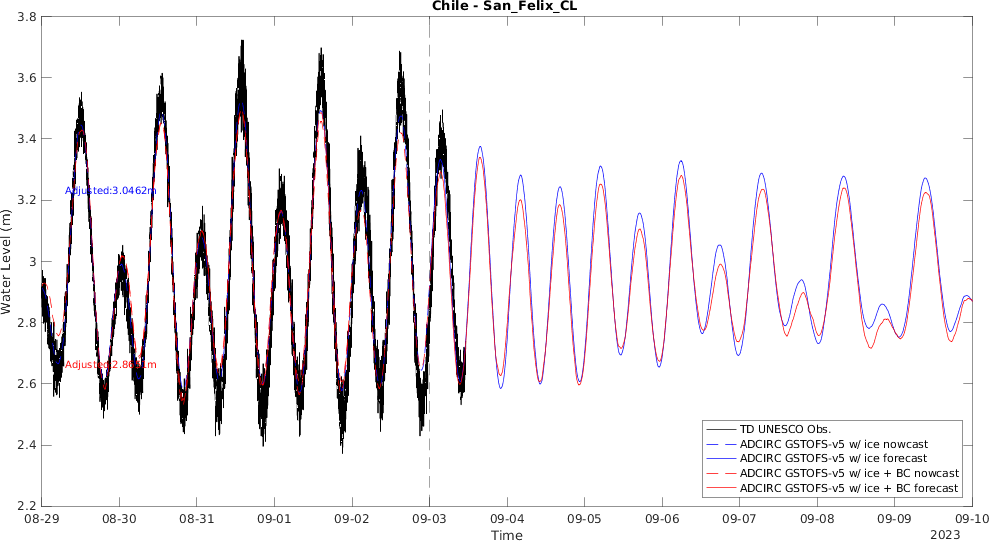 Chile - San_Felix_CL
3.8
3.6
3.4
3.2
3
2.8
2.6
2.4
2.2
Water Level (m)
Adjusted:3.0462m
TD UNESCO Obs.
ADCIRC GSTOFS-v5 w/ ice nowcast
ADCIRC GSTOFS-v5 w/ ice forecast
ADCIRC GSTOFS-v5 w/ ice + BC nowcast
ADCIRC GSTOFS-v5 w/ ice + BC forecast
08-29 08-30 08-31 09-01 09-02 09-03 09-04 09-05 09-06 09-07 09-08 09-09 09-10
Time
2023